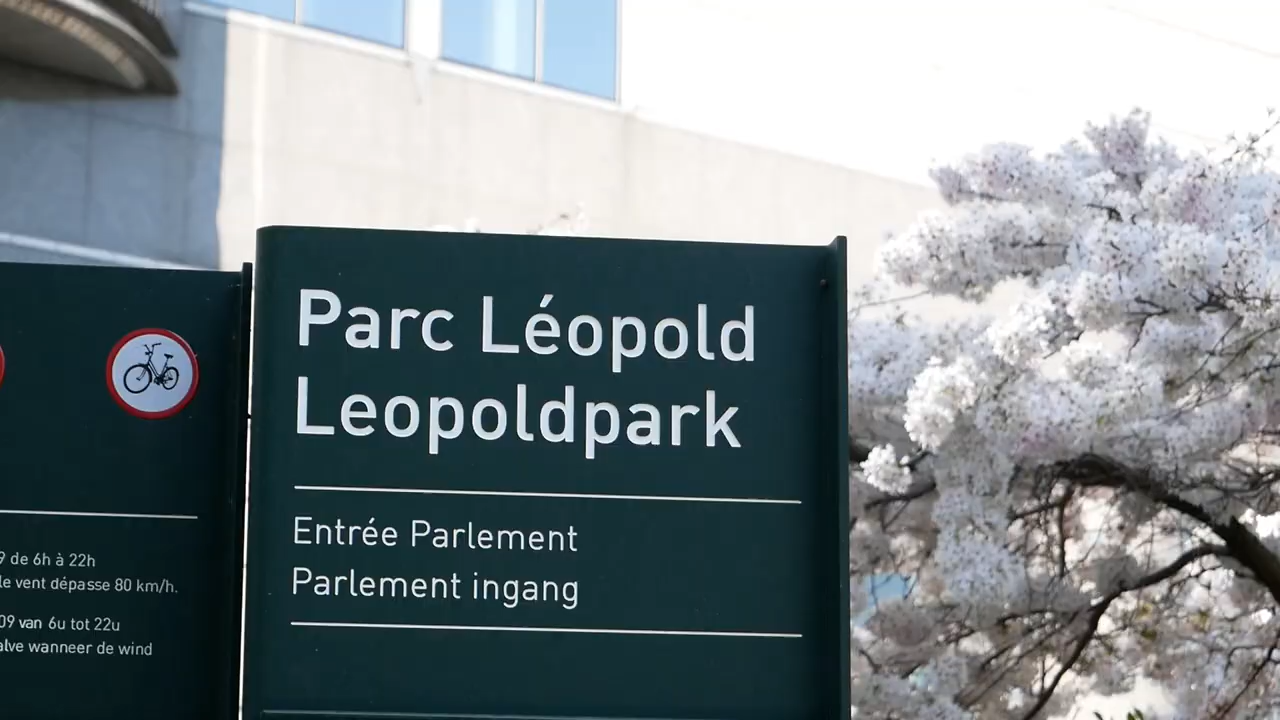 Parc Léopold
Leopoldpark
Entrée Parlement
Parlement ingang
9 de 6h à 22h
le vent dépasse 80 km/h.
09 van 6u tot 22u
wanneer de wind